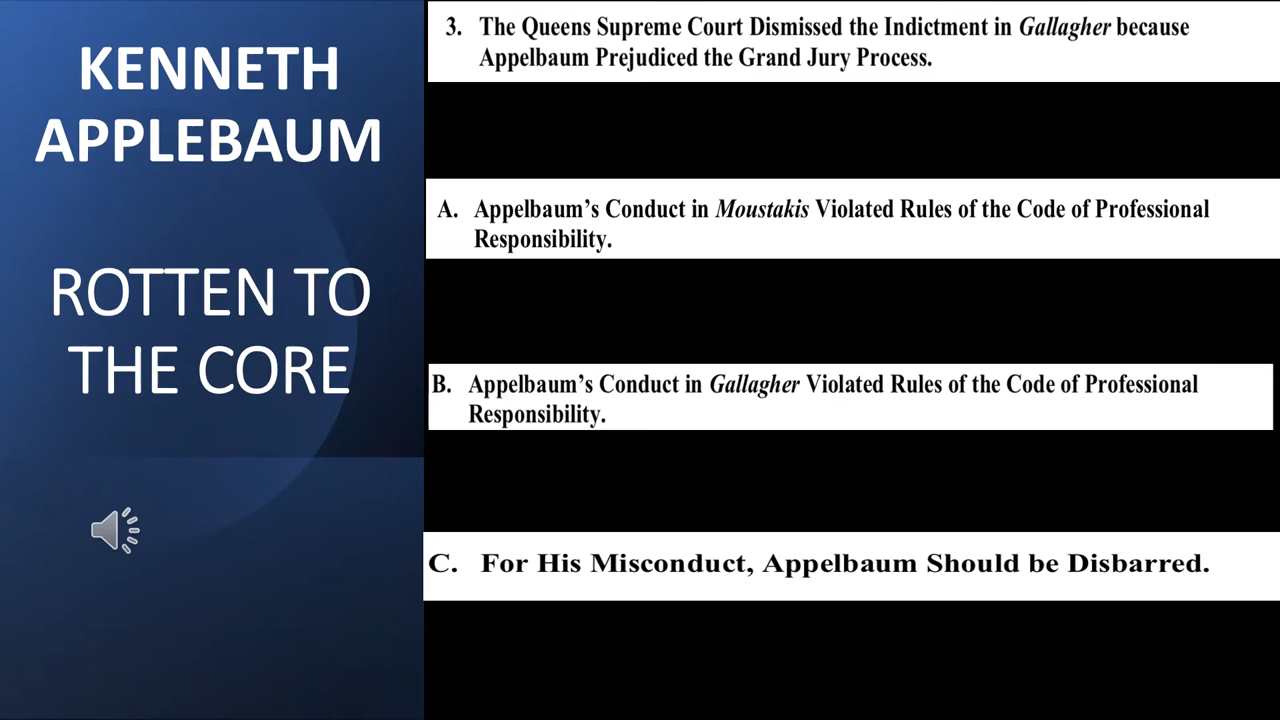 KENNETH
APPLEBAUM
ROTTEN TO
THE CORE
3. The Queens Supreme Court Dismissed the Indictment in Gallagher because
Appelbaum Prejudiced the Grand Jury Process.
A. Appelbaum’s Conduct in Moustakis Violated Rules of the Code of Professional
Responsibility.
B. Appelbaum’s Conduct in Gallagher Violated Rules of the Code of Professional
Responsibility.
C. For His Misconduct, Appelbaum Should be Disbarred.